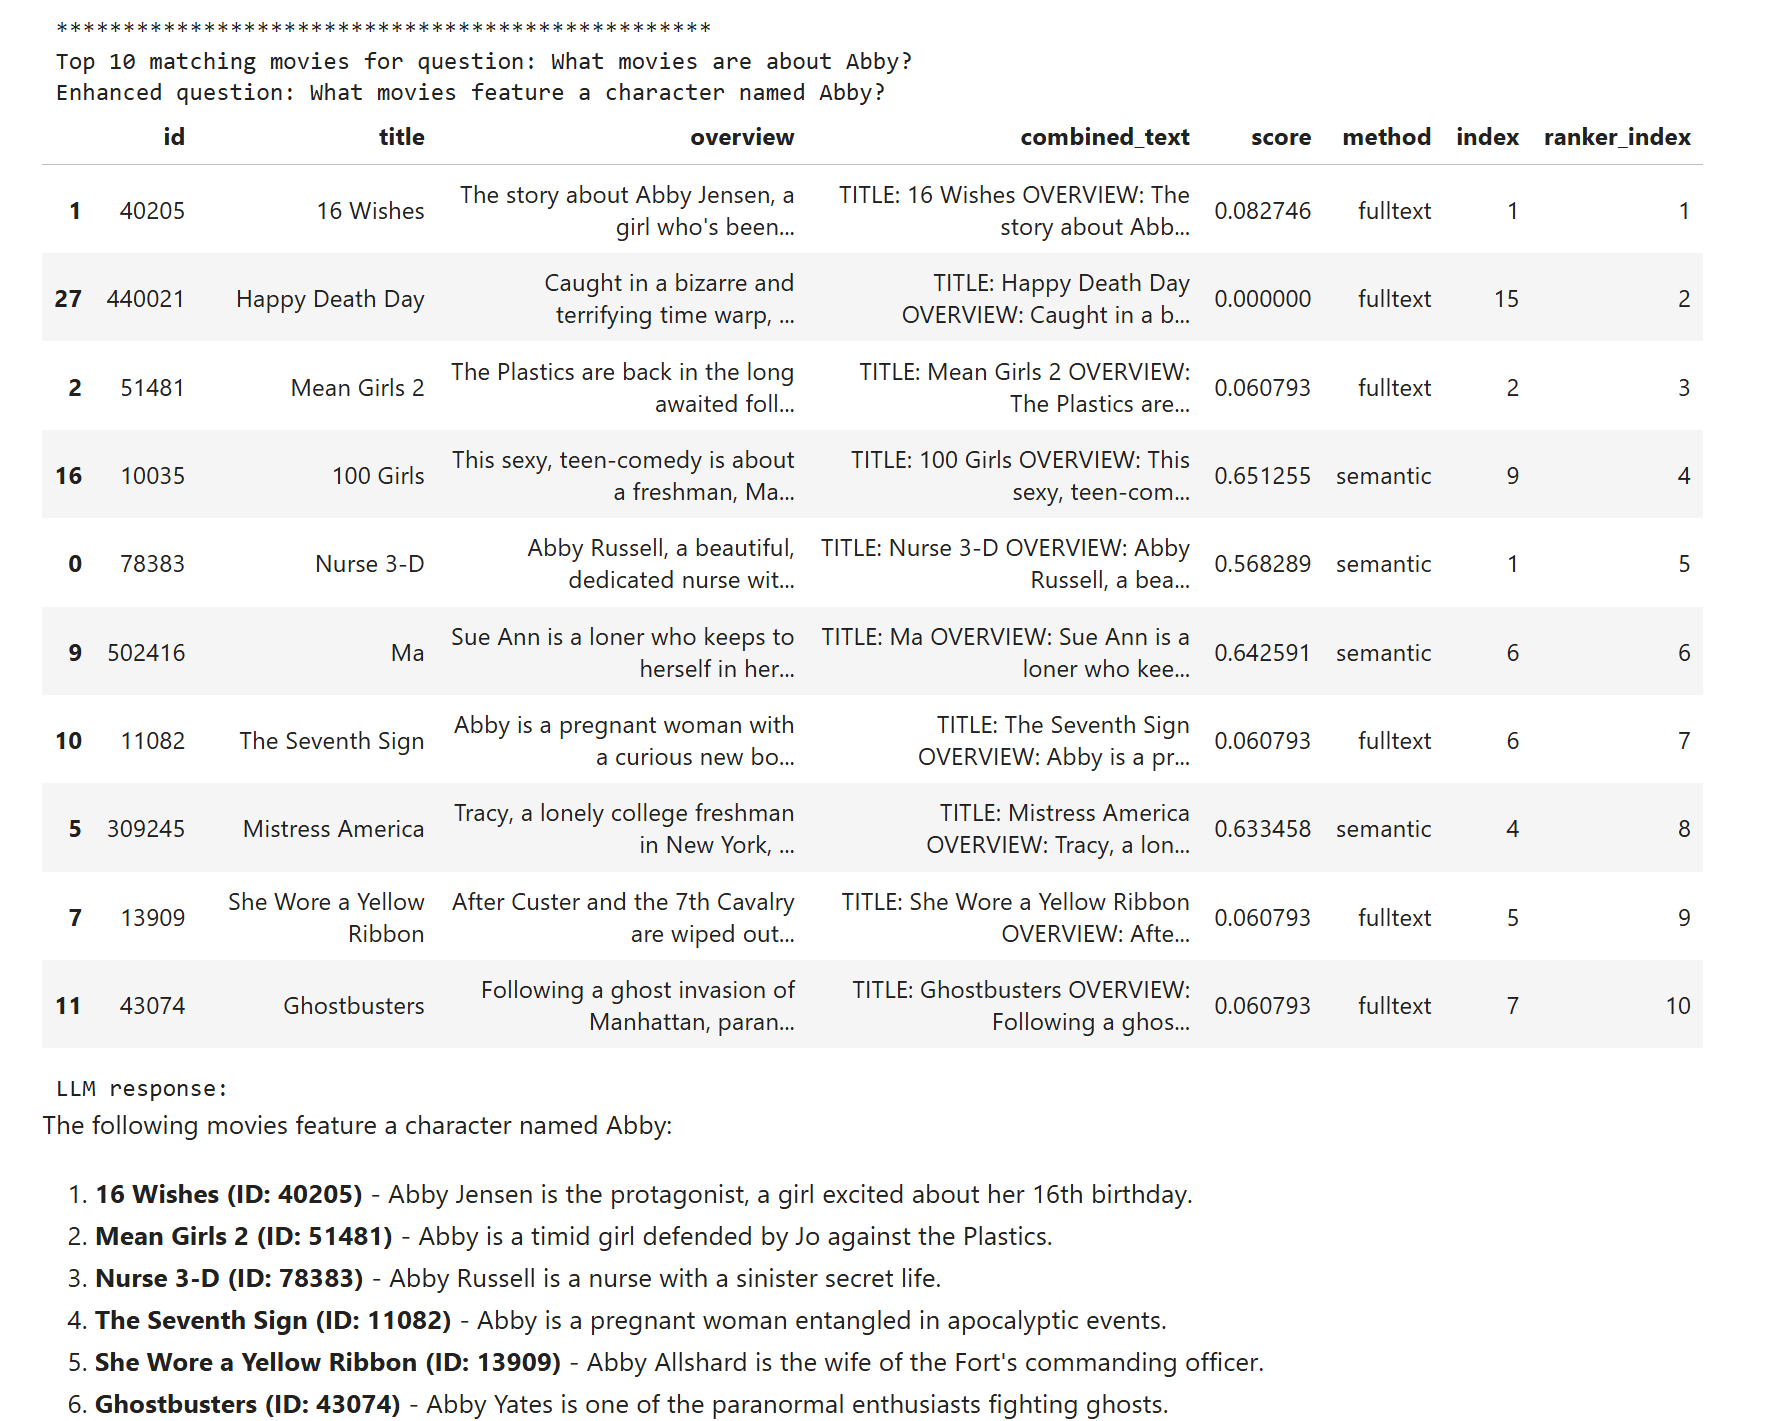 *************************************************
Top 10 matching movies for question: What movies are about Abby?
Enhanced question: What movies feature a character named Abby?
id title overview combined_text score method index ranker_index
1 40205 16 Wishes The story about Abby Jensen, a girl who's been... TITLE: 16 Wishes OVERVIEW: The story about Abb... 0.082746 fulltext 1 1
27 440021 Happy Death Day Caught in a bizarre and terrifying time warp, ... TITLE: Happy Death Day OVERVIEW: Caught in a b... 0.000000 fulltext 15 2
2 51481 Mean Girls 2 The Plastics are back in the long awaited foll... TITLE: Mean Girls 2 OVERVIEW: The Plastics are... 0.060793 fulltext 2 3
16 10035 100 Girls This sexy, teen-comedy is about a freshman, Ma... TITLE: 100 Girls OVERVIEW: This sexy, teen-com... 0.651255 semantic 9 4
0 78383 Nurse 3-D Abby Russell, a beautiful, dedicated nurse wit... TITLE: Nurse 3-D OVERVIEW: Abby Russell, a bea... 0.568289 semantic 1 5
9 502416 Ma Sue Ann is a loner who keeps to herself in her... TITLE: Ma OVERVIEW: Sue Ann is a loner who kee... 0.642591 semantic 6 6
10 11082 The Seventh Sign Abby is a pregnant woman with a curious new bo... TITLE: The Seventh Sign OVERVIEW: Abby is a pr... 0.060793 fulltext 6 7
5 309245 Mistress America Tracy, a lonely college freshman in New York, ... TITLE: Mistress America OVERVIEW: Tracy, a lon... 0.633458 semantic 4 8
7 13909 She Wore a Yellow Ribbon After Custer and the 7th Cavalry are wiped out... TITLE: She Wore a Yellow Ribbon OVERVIEW: Afte... 0.060793 fulltext 5 9
11 43074 Ghostbusters Following a ghost invasion of Manhattan, paran... TITLE: Ghostbusters OVERVIEW: Following a ghos... 0.060793 fulltext 7 10
LLM response:
The following movies feature a character named Abby:
1. 16 Wishes (ID: 40205) - Abby Jensen is the protagonist, a girl excited about her 16th birthday.
2. Mean Girls 2 (ID: 51481) - Abby is a timid girl defended by Jo against the Plastics.
3. Nurse 3-D (ID: 78383) - Abby Russell is a nurse with a sinister secret life.
4. The Seventh Sign (ID: 11082) - Abby is a pregnant woman entangled in apocalyptic events.
5. She Wore a Yellow Ribbon (ID: 13909) - Abby Allshard is the wife of the Fort's commanding officer.
6. Ghostbusters (ID: 43074) - Abby Yates is one of the paranormal enthusiasts fighting ghosts.